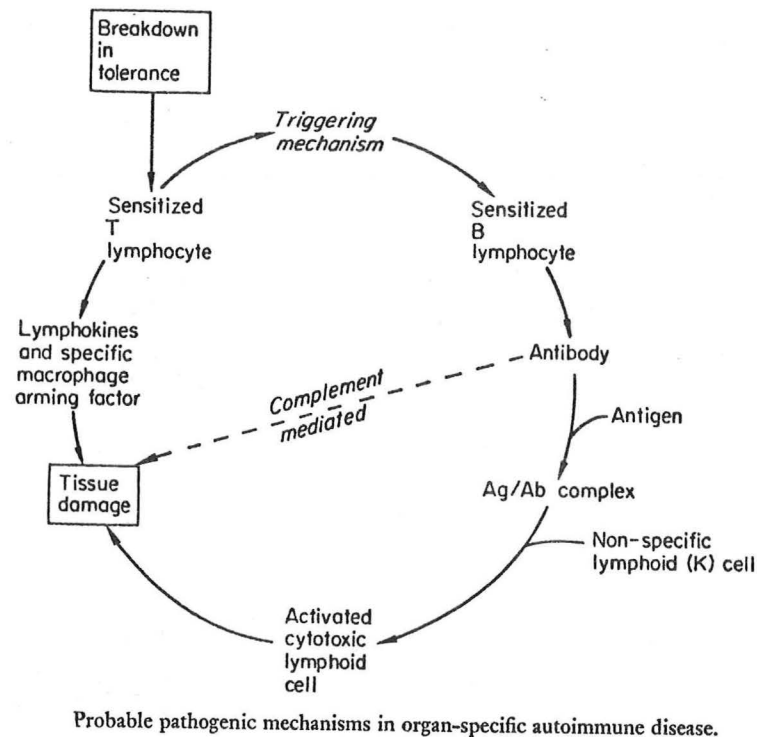 Breakdown
in
tolerance
Triggering
mechanism
Sensitized
T
lymphocyte
Sensitized
B
lymphocyte
Lymphokines
and specific
macrophage
arming factor
Antibody
Complement
mediated
Antigen
Tissue
damage
Ag/Ab complex
Non-specific
lymphoid (K) cell
Activated
cytotoxic
lymphoid
cell
Probable pathogenic mechanisms in organ-specific autoimmune disease.